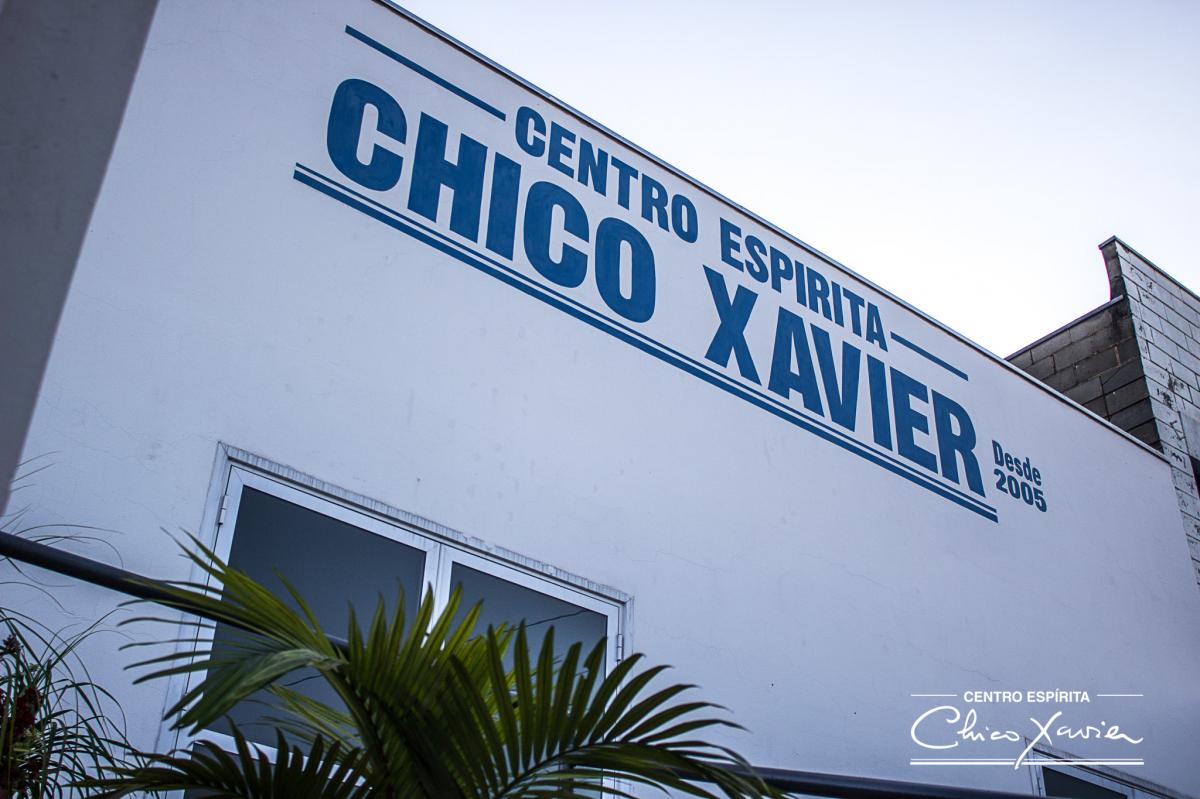 CENTRO ESPIRITA
CHICO XAVIER
Desde
2005
CENTRO ESPÍRITA
Chico Xavier